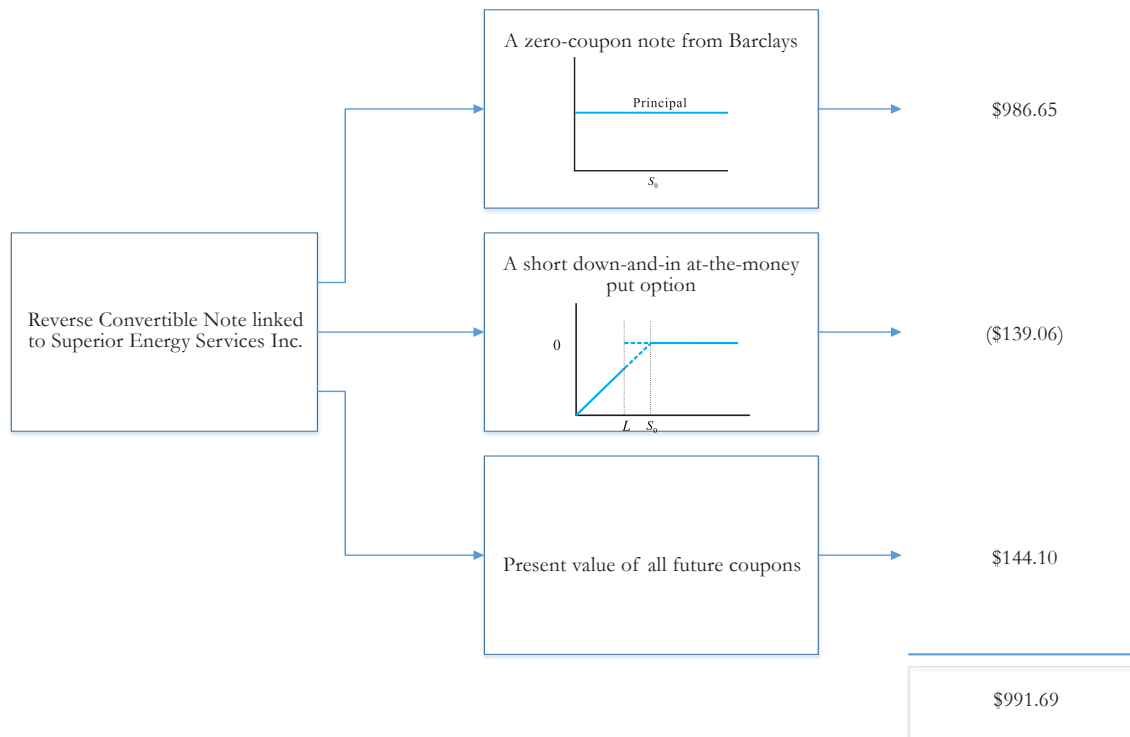 A zero-coupon note from Barclays
Principal
S₀
$986.65
Reverse Convertible Note linked
to Superior Energy Services Inc.
A short down-and-in at-the-money
put option
0
L S₀
($139.06)
Present value of all future coupons
$144.10
$991.69